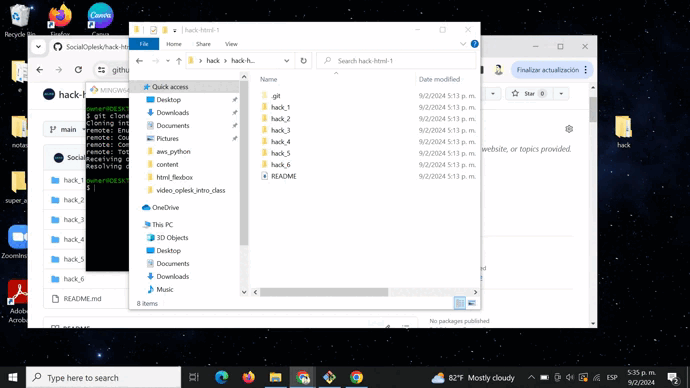 Recycle Bin
Firefox
Canva
notas
super_a
ZoomIns
Adobe
Acroba
hack
SocialOplesk/hack-htm
github
Finalizar actualización
hack-h
main
Star 0
website, or topics provided.
Social
hack_1
hack_2
hack_3
hack_4
hack_5
hack_6
README.md
No packages published
MINGW64
owner@DESKT
$ git clone
Cloning int
remote: Enu
remote: Cou
remote: Com
remote: Tot
Receiving o
Resolving d
owner@DESKT
$
hack-html-1
File Home Share View
hack hack-h... Search hack-html-1
Quick access
Desktop
Downloads
Documents
Pictures
aws_python
content
html_flexbox
video_oplesk_intro_class
OneDrive
This PC
3D Objects
Desktop
Documents
Downloads
Music
Name Date modified
.git 9/2/2024 5:13 p. m.
hack_1 9/2/2024 5:13 p. m.
hack_2 9/2/2024 5:13 p. m.
hack_3 9/2/2024 5:13 p. m.
hack_4 9/2/2024 5:13 p. m.
hack_5 9/2/2024 5:13 p. m.
hack_6 9/2/2024 5:13 p. m.
README 9/2/2024 5:13 p. m.
8 items
Type here to search
82°F Mostly cloudy
ESP
5:35 p. m.
9/2/2024
2